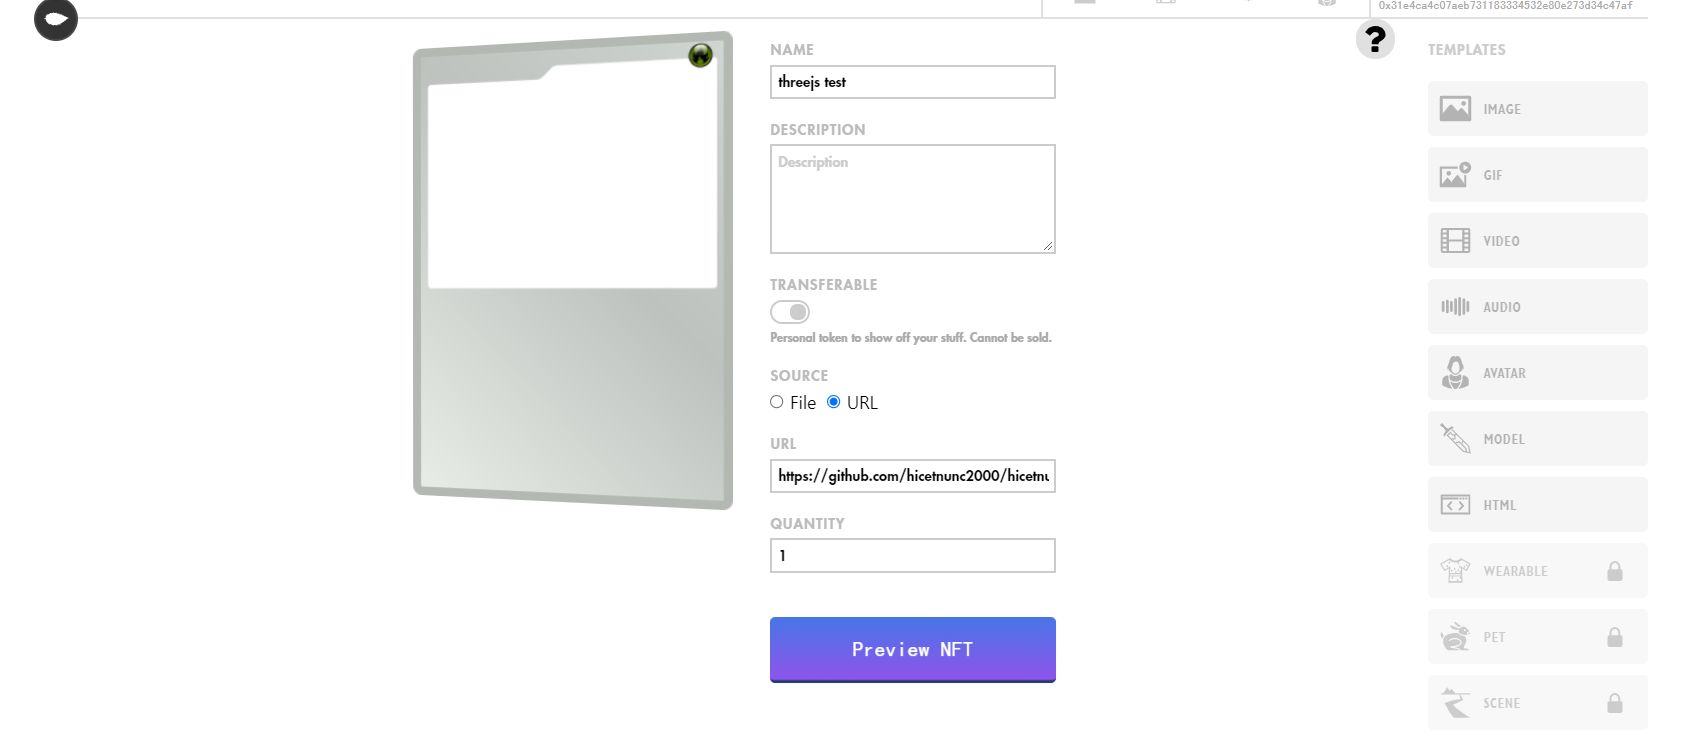 0x31e4ca4c07aeb731183334532e80e273d34c47af
?
NAME
threejs test
DESCRIPTION
Description
TRANSFERABLE
Personal token to show off your stuff. Cannot be sold.
SOURCE
File URL
URL
https://github.com/hicetnunc2000/hicetnu
QUANTITY
1
Preview NFT
TEMPLATES
IMAGE
GIF
VIDEO
AUDIO
AVATAR
MODEL
HTML
WEARABLE
PET
SCENE